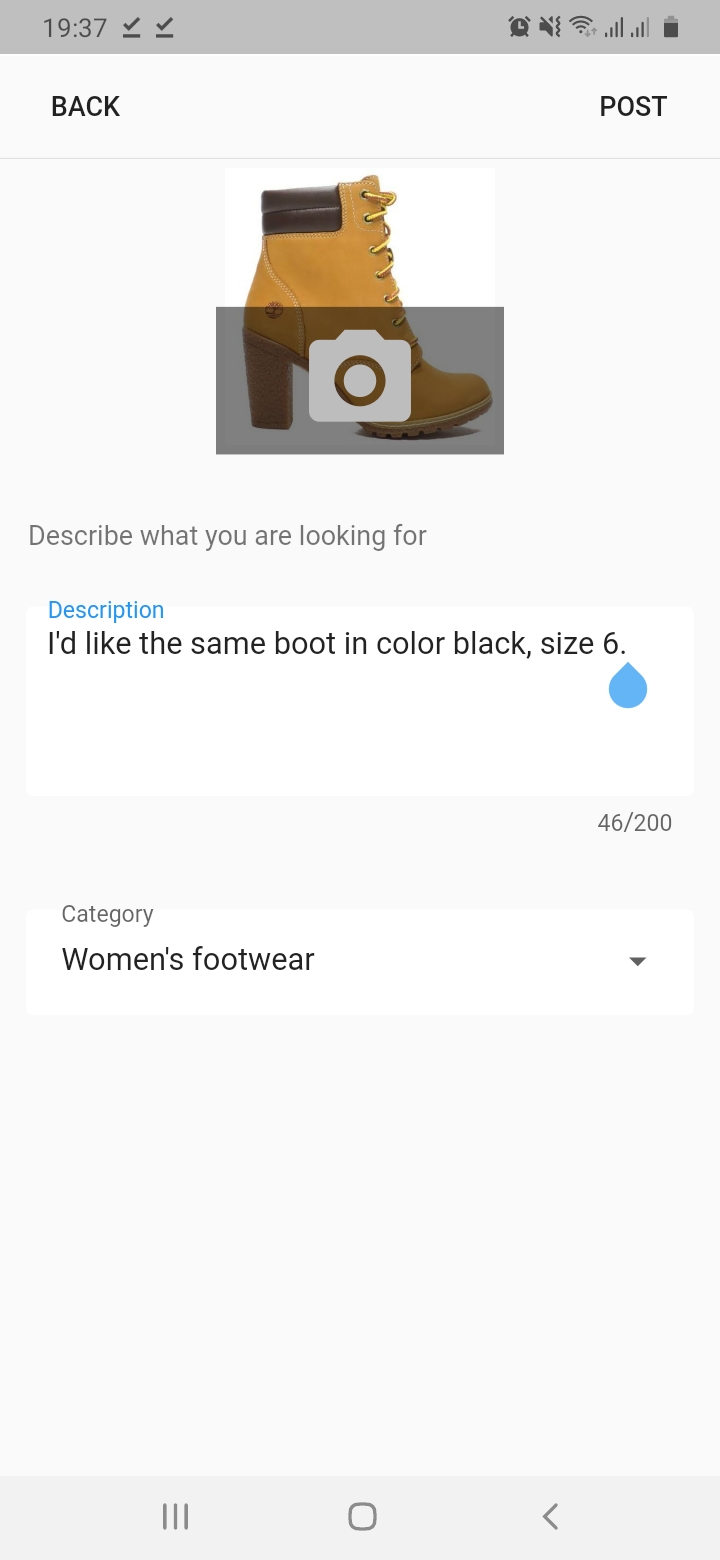 19:37
BACK
POST
Describe what you are looking for
Description
I'd like the same boot in color black, size 6.
46/200
Category
Women's footwear